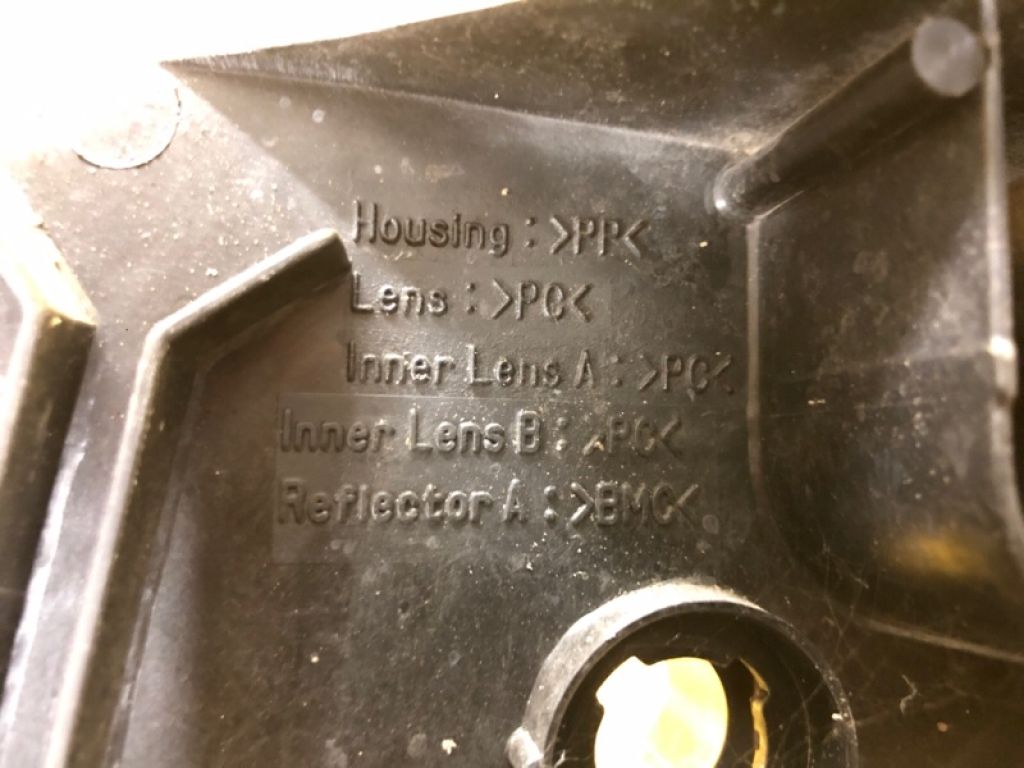 Housing : >PP<
Lens : >PC<
Inner Lens A : >PC<
Inner Lens B : >PC<
Reflector A : >BMC<